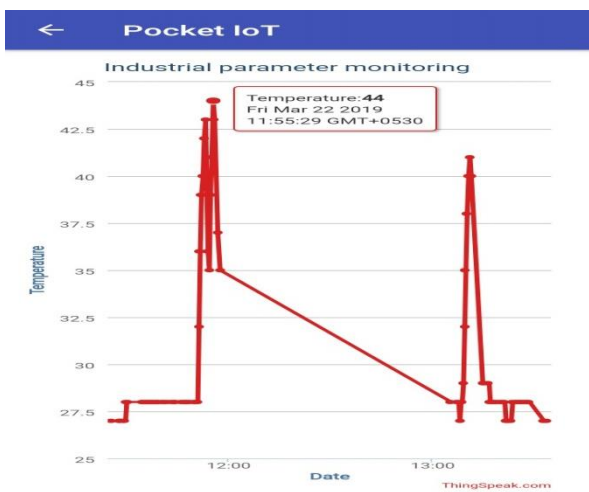 ← Pocket IoT
Industrial parameter monitoring
45
42.5
40
37.5
35
32.5
30
27.5
25
Temperature
Temperature:44
Fri Mar 22 2019
11:55:29 GMT+0530
12:00
13:00
Date
ThingSpeak.com